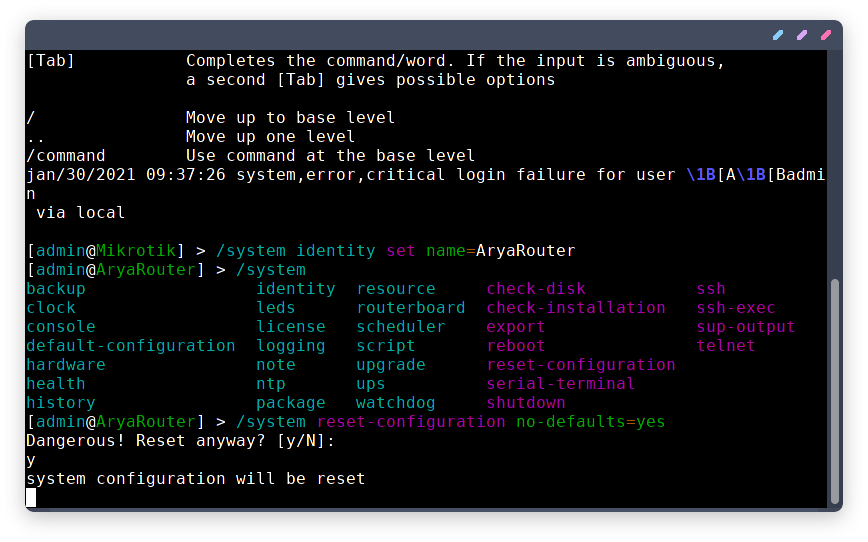 [Tab]           Completes the command/word. If the input is ambiguous,
                a second [Tab] gives possible options
/               Move up to base level
..              Move up one level
/command        Use command at the base level
jan/30/2021 09:37:26 system,error,critical login failure for user \1B[A\1B[Badmi
n
 via local
[admin@Mikrotik] > /system identity set name=AryaRouter
[admin@AryaRouter] > /system
backup                 identity  resource     check-disk           ssh
clock                  leds      routerboard  check-installation   ssh-exec
console                license   scheduler    export               sup-output
default-configuration  logging   script       reboot               telnet
hardware               note      upgrade      reset-configuration
health                 ntp       ups          serial-terminal
history                package   watchdog     shutdown
[admin@AryaRouter] > /system reset-configuration no-defaults=yes
Dangerous! Reset anyway? [y/N]:
y
system configuration will be reset